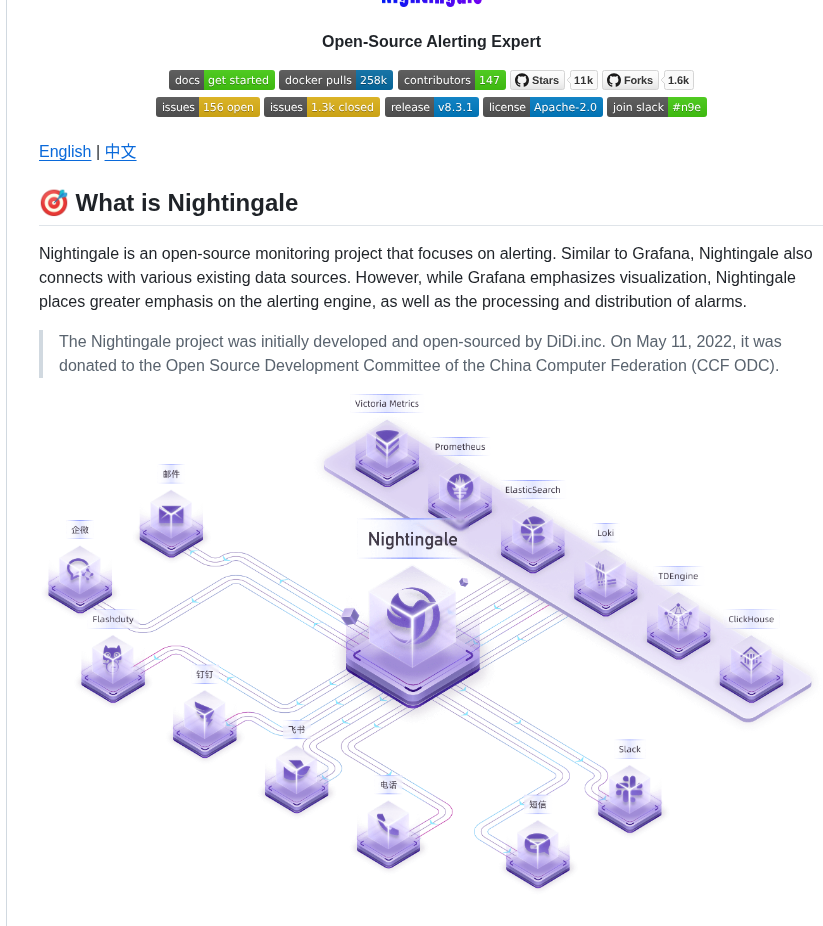 Nightingale
Open-Source Alerting Expert
docs get started docker pulls 258k contributors 147 Stars 11k Forks 1.6k
issues 156 open issues 1.3k closed release v8.3.1 license Apache-2.0 join slack #n9e
English | 中文
What is Nightingale
Nightingale is an open-source monitoring project that focuses on alerting. Similar to Grafana, Nightingale also
connects with various existing data sources. However, while Grafana emphasizes visualization, Nightingale
places greater emphasis on the alerting engine, as well as the processing and distribution of alarms.
The Nightingale project was initially developed and open-sourced by DiDi.inc. On May 11, 2022, it was
donated to the Open Source Development Committee of the China Computer Federation (CCF ODC).
Victoria Metrics
Prometheus
邮件
ElasticSearch
企微
Loki
Nightingale
TDEngine
Flashduty
ClickHouse
钉钉
飞书
Slack
电话
短信